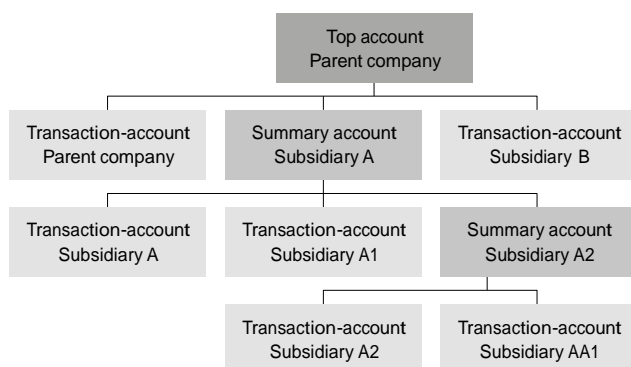 Top account
Parent company
Transaction-account
Parent company
Summary account
Subsidiary A
Transaction-account
Subsidiary B
Transaction-account
Subsidiary A
Transaction-account
Subsidiary A1
Summary account
Subsidiary A2
Transaction-account
Subsidiary A2
Transaction-account
Subsidiary AA1